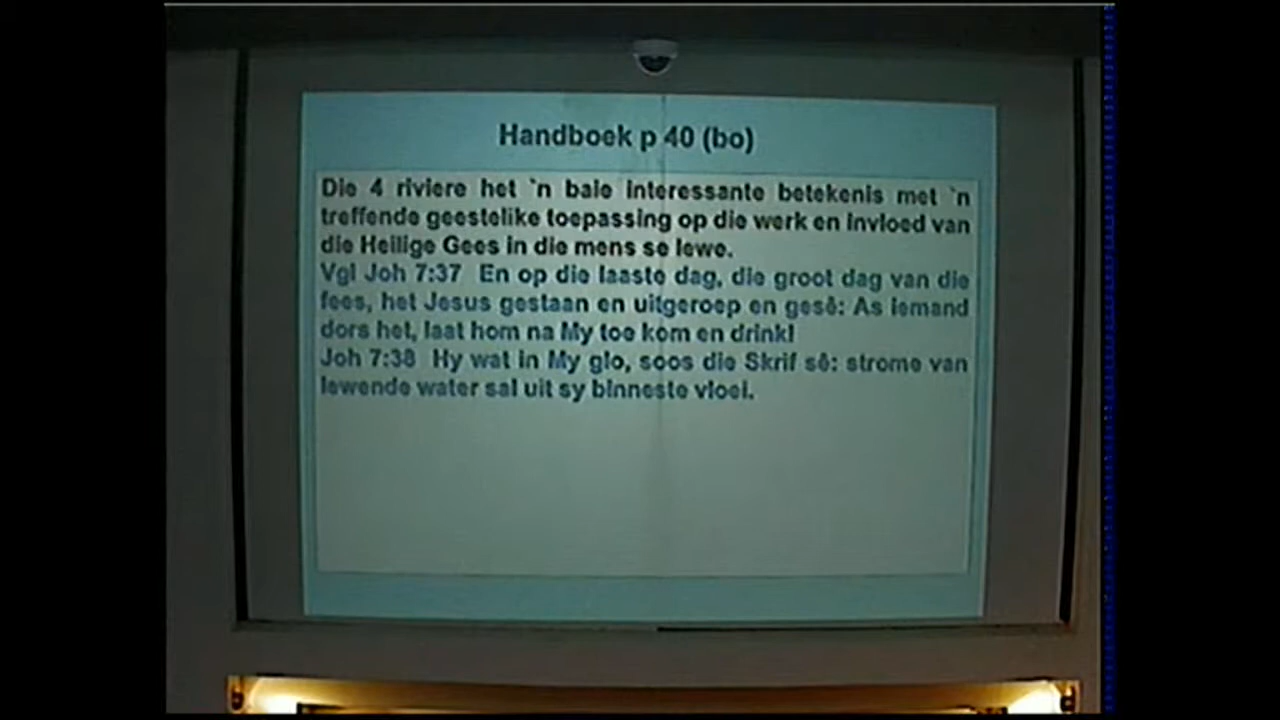 Handboek p 40 (bo)
Die 4 riviere het `n baie interessante betekenis met `n
treffende geestelike toepassing op die werk en invloed van
die Heilige Gees in die mens se lewe.
Vgl Joh 7:37 En op die laaste dag, die groot dag van die
fees, het Jesus gestaan en uitgeroep en gesê: As iemand
dors het, laat hom na My toe kom en drink!
Joh 7:38 Hy wat in My glo, soos die Skrif sê: strome van
lewende water sal uit sy binneste vloei.